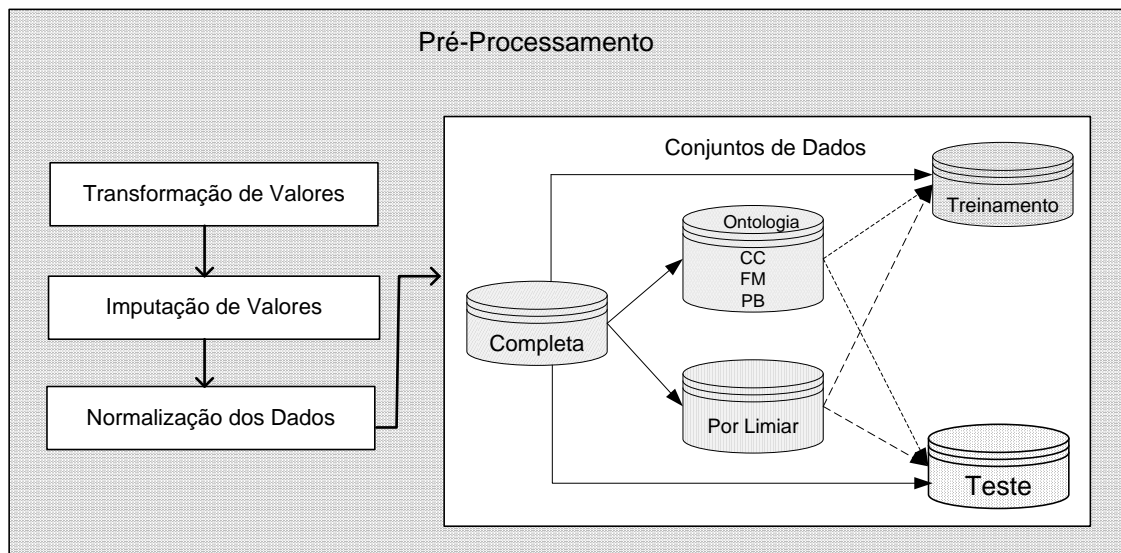 Pré-Processamento
Transformação de Valores
Imputação de Valores
Normalização dos Dados
Conjuntos de Dados
Completa
Ontologia
CC
FM
PB
Por Limiar
Treinamento
Teste